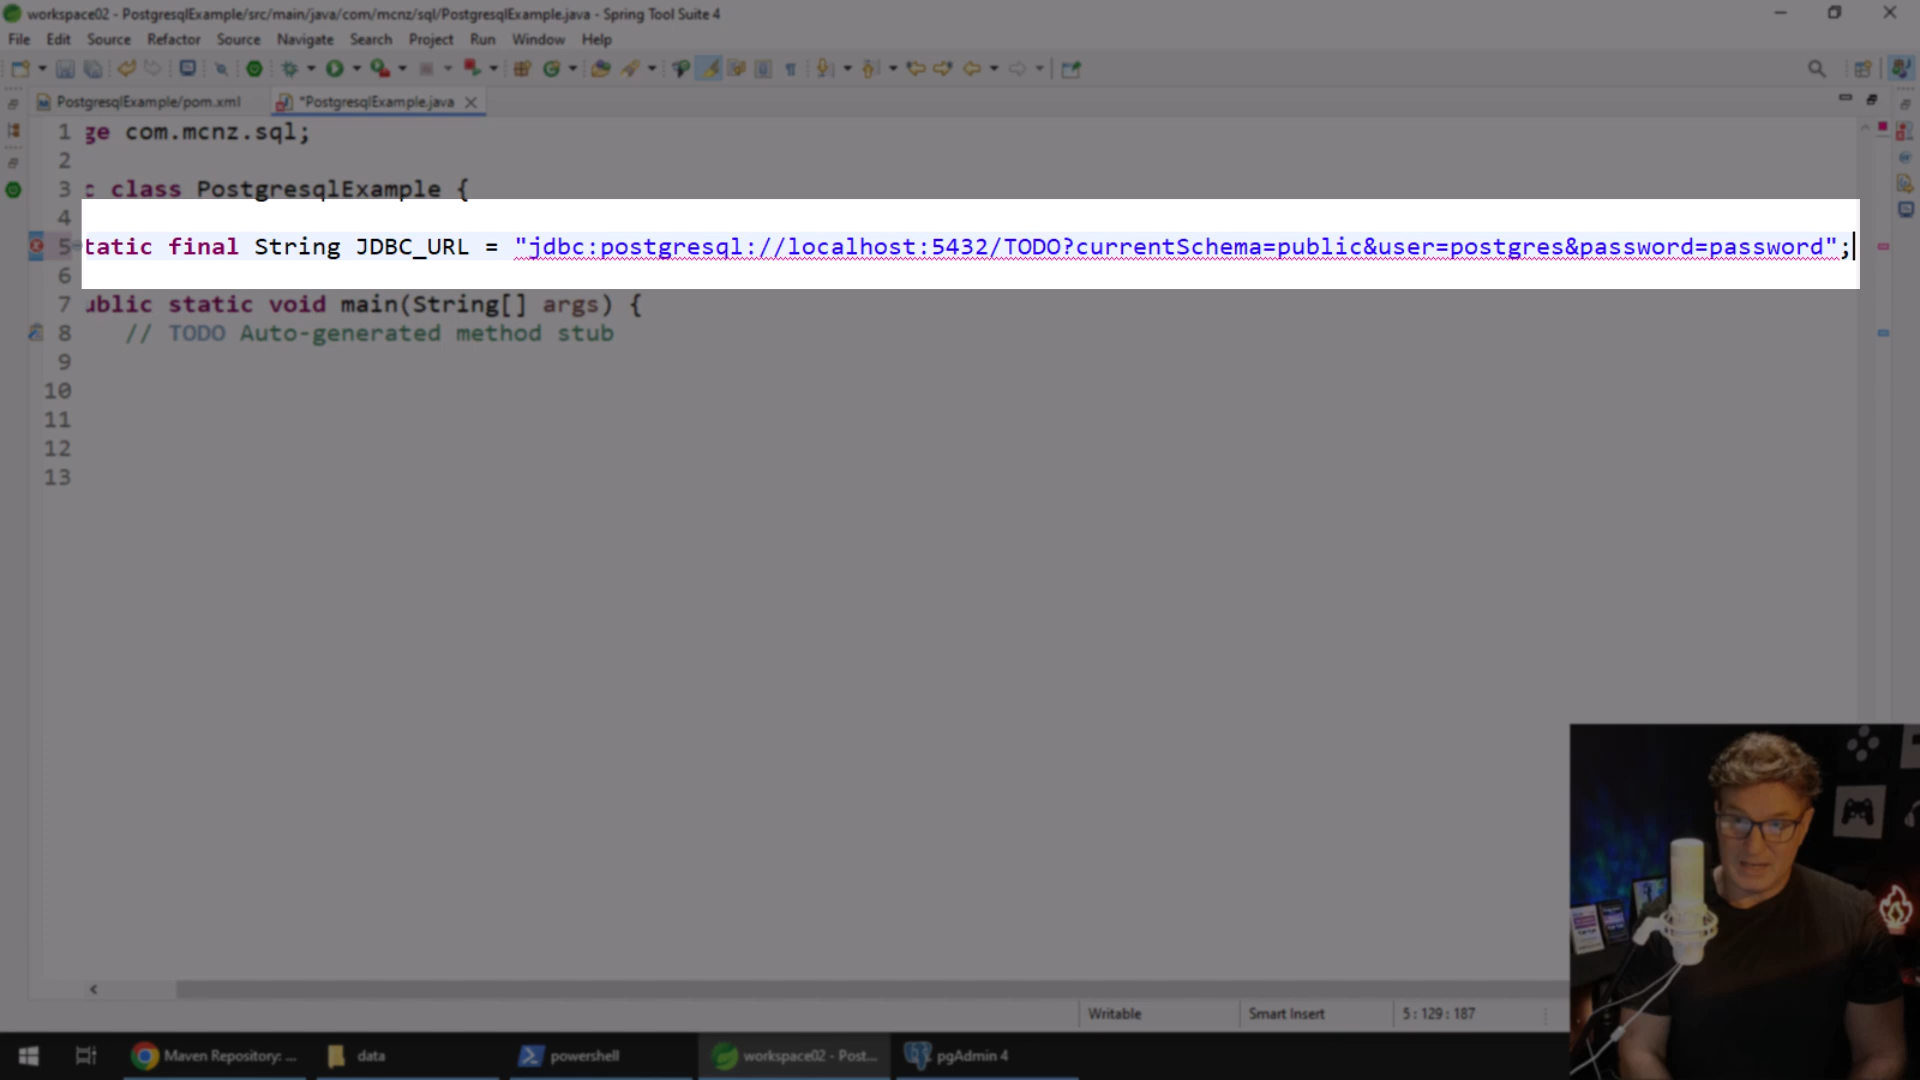 workspace02 - PostgresqlExample/src/main/java/com/mcnz/sql/PostgresqlExample.java - Spring Tool Suite 4
File Edit Source Refactor Source Navigate Search Project Run Window Help
PostgresqlExample/pom.xml *PostgresqlExample.java
1 ge com.mcnz.sql;
2
3 c class PostgresqlExample {
4
5 tatic final String JDBC_URL = "jdbc:postgresql://localhost:5432/TODO?currentSchema=public&user=postgres&password=password";
6
7 ublic static void main(String[] args) {
8 // TODO Auto-generated method stub
9
10
11
12
13
Writable Smart Insert 5 : 129 : 187
Maven Repository: ... data powershell workspace02 - Post... pgAdmin 4